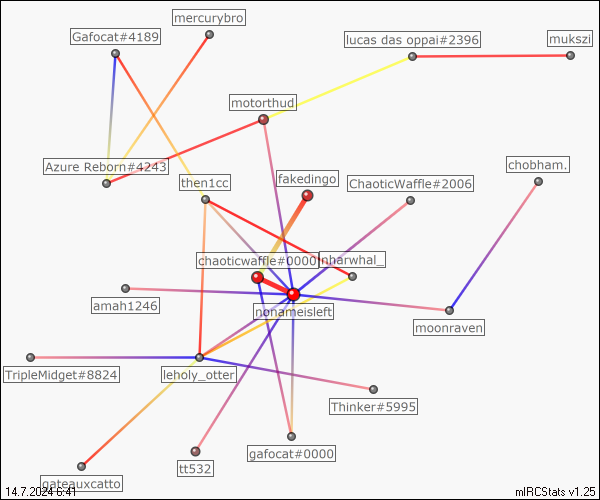 mercurybro
Gafocat#4189
lucas das oppai#2396
mukszi
motorthud
chobham.
Azure Reborn#4243
then1cc
fakedingo
ChaoticWaffle#2006
chaoticwaffle#0000
nharwhal_
amah1246
nonameisleft
moonraven
TripleMidget#8824
leholy_otter
Thinker#5995
gafocat#0000
tt532
gateauxcatto
14.7.2024 6:41
mIRCStats v1.25